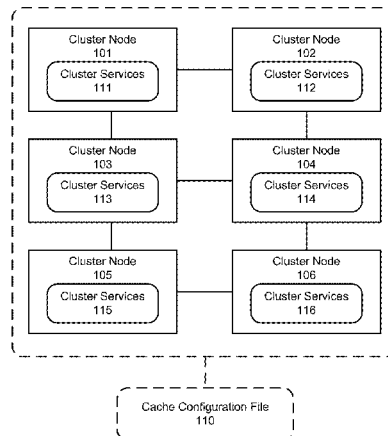 Cluster Node
101
Cluster Services
111
Cluster Node
102
Cluster Services
112
Cluster Node
103
Cluster Services
113
Cluster Node
104
Cluster Services
114
Cluster Node
105
Cluster Services
115
Cluster Node
106
Cluster Services
116
Cache Configuration File
110